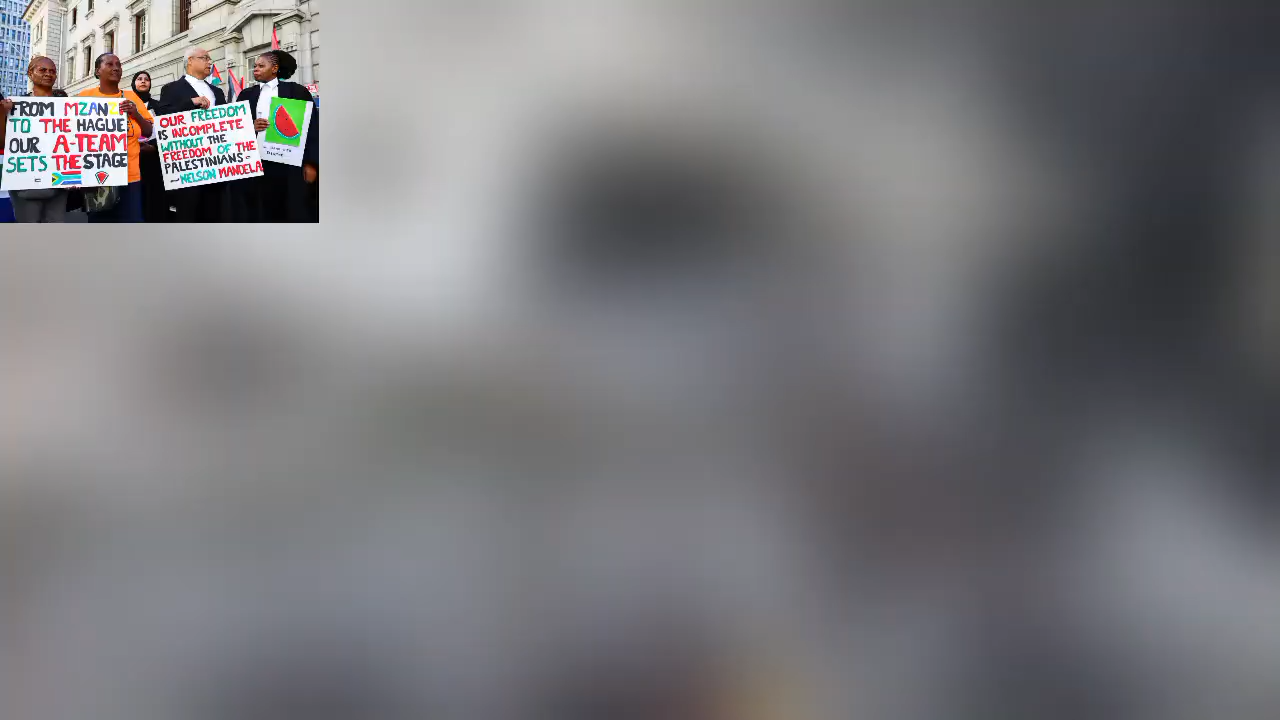 FROM MZANZI
TO THE HAGUE
OUR A-TEAM
SETS THE STAGE
OUR FREEDOM
IS INCOMPLETE
WITHOUT THE
FREEDOM OF THE
PALESTINIANS -
- NELSON MANDELA